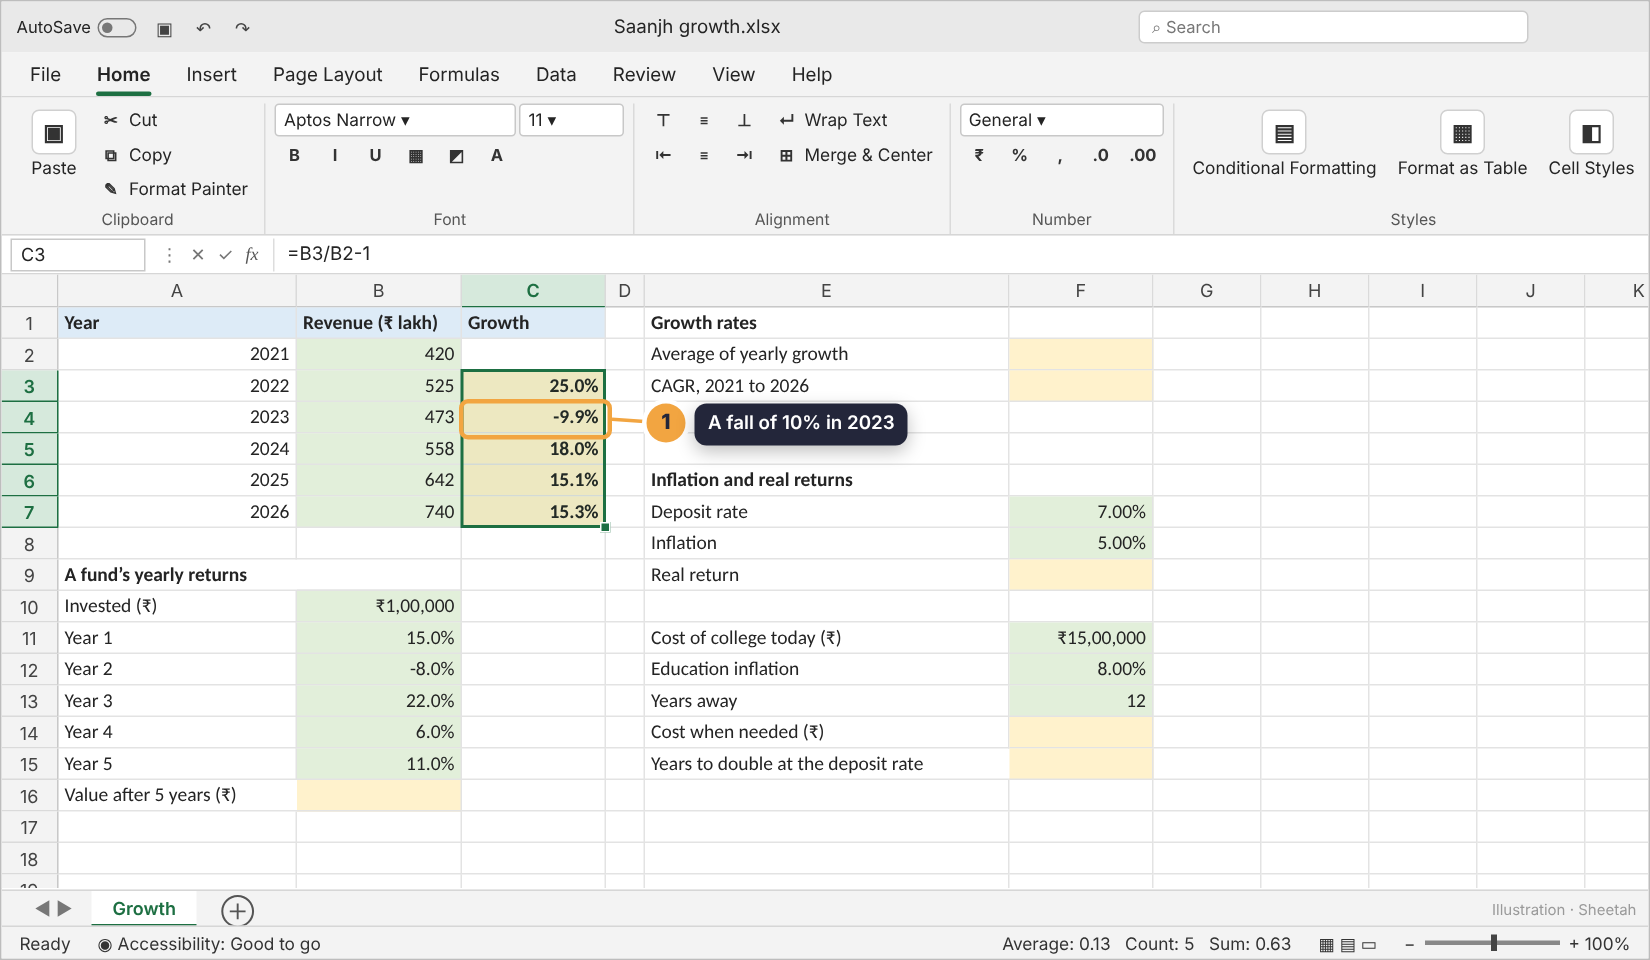 AutoSave
Saanjh growth.xlsx
Search
File Home Insert Page Layout Formulas Data Review View Help
Paste
Cut
Copy
Format Painter
Clipboard
Aptos Narrow ▾ 11 ▾
B I U A
Font
Wrap Text
Merge & Center
Alignment
General ▾
₹ % , .0 .00
Number
Conditional Formatting Format as Table Cell Styles
Styles
C3 fx =B3/B2-1
A B C D E F G H I J K
1 Year Revenue (₹ lakh) Growth Growth rates
2 2021 420 Average of yearly growth
3 2022 525 25.0% CAGR, 2021 to 2026
4 2023 473 -9.9% 1 A fall of 10% in 2023
5 2024 558 18.0%
6 2025 642 15.1% Inflation and real returns
7 2026 740 15.3% Deposit rate 7.00%
8 Inflation 5.00%
9 A fund’s yearly returns Real return
10 Invested (₹) ₹1,00,000
11 Year 1 15.0% Cost of college today (₹) ₹15,00,000
12 Year 2 -8.0% Education inflation 8.00%
13 Year 3 22.0% Years away 12
14 Year 4 6.0% Cost when needed (₹)
15 Year 5 11.0% Years to double at the deposit rate
16 Value after 5 years (₹)
17
18
Growth
Illustration · Sheetah
Ready Accessibility: Good to go Average: 0.13 Count: 5 Sum: 0.63 − + 100%